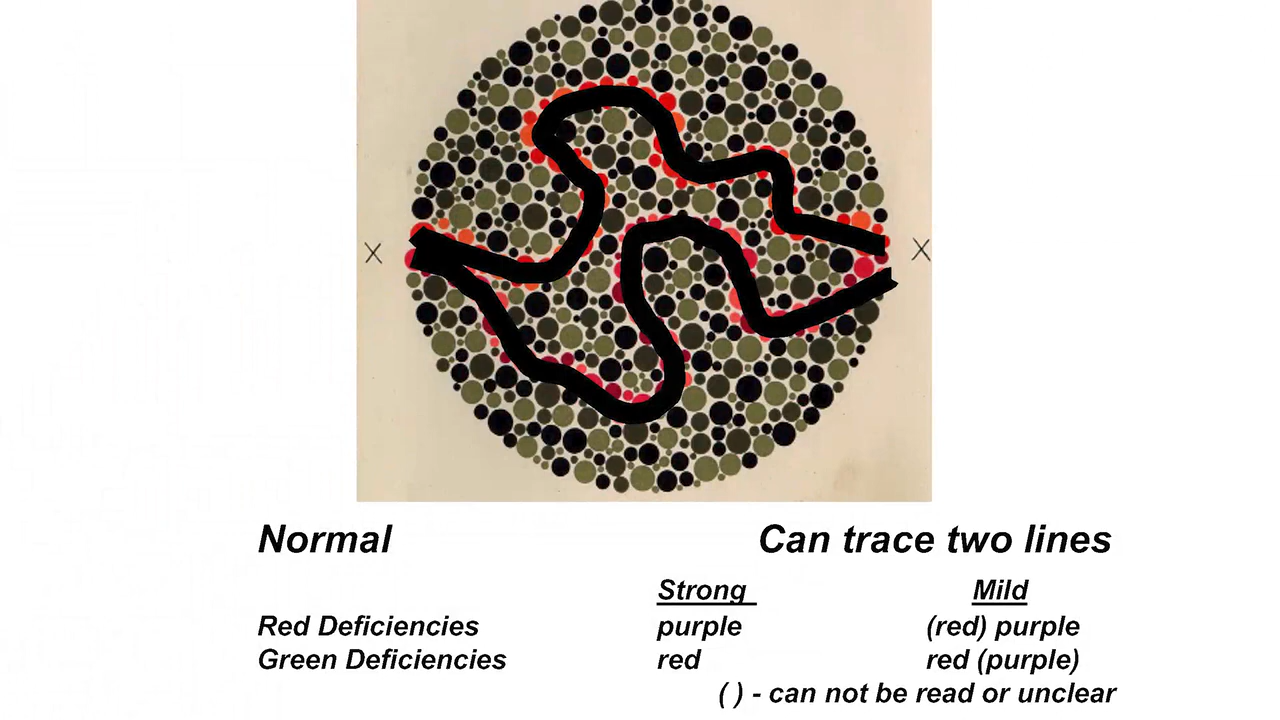 X X
Normal Can trace two lines
Strong Mild
Red Deficiencies purple (red) purple
Green Deficiencies red red (purple)
( ) - can not be read or unclear